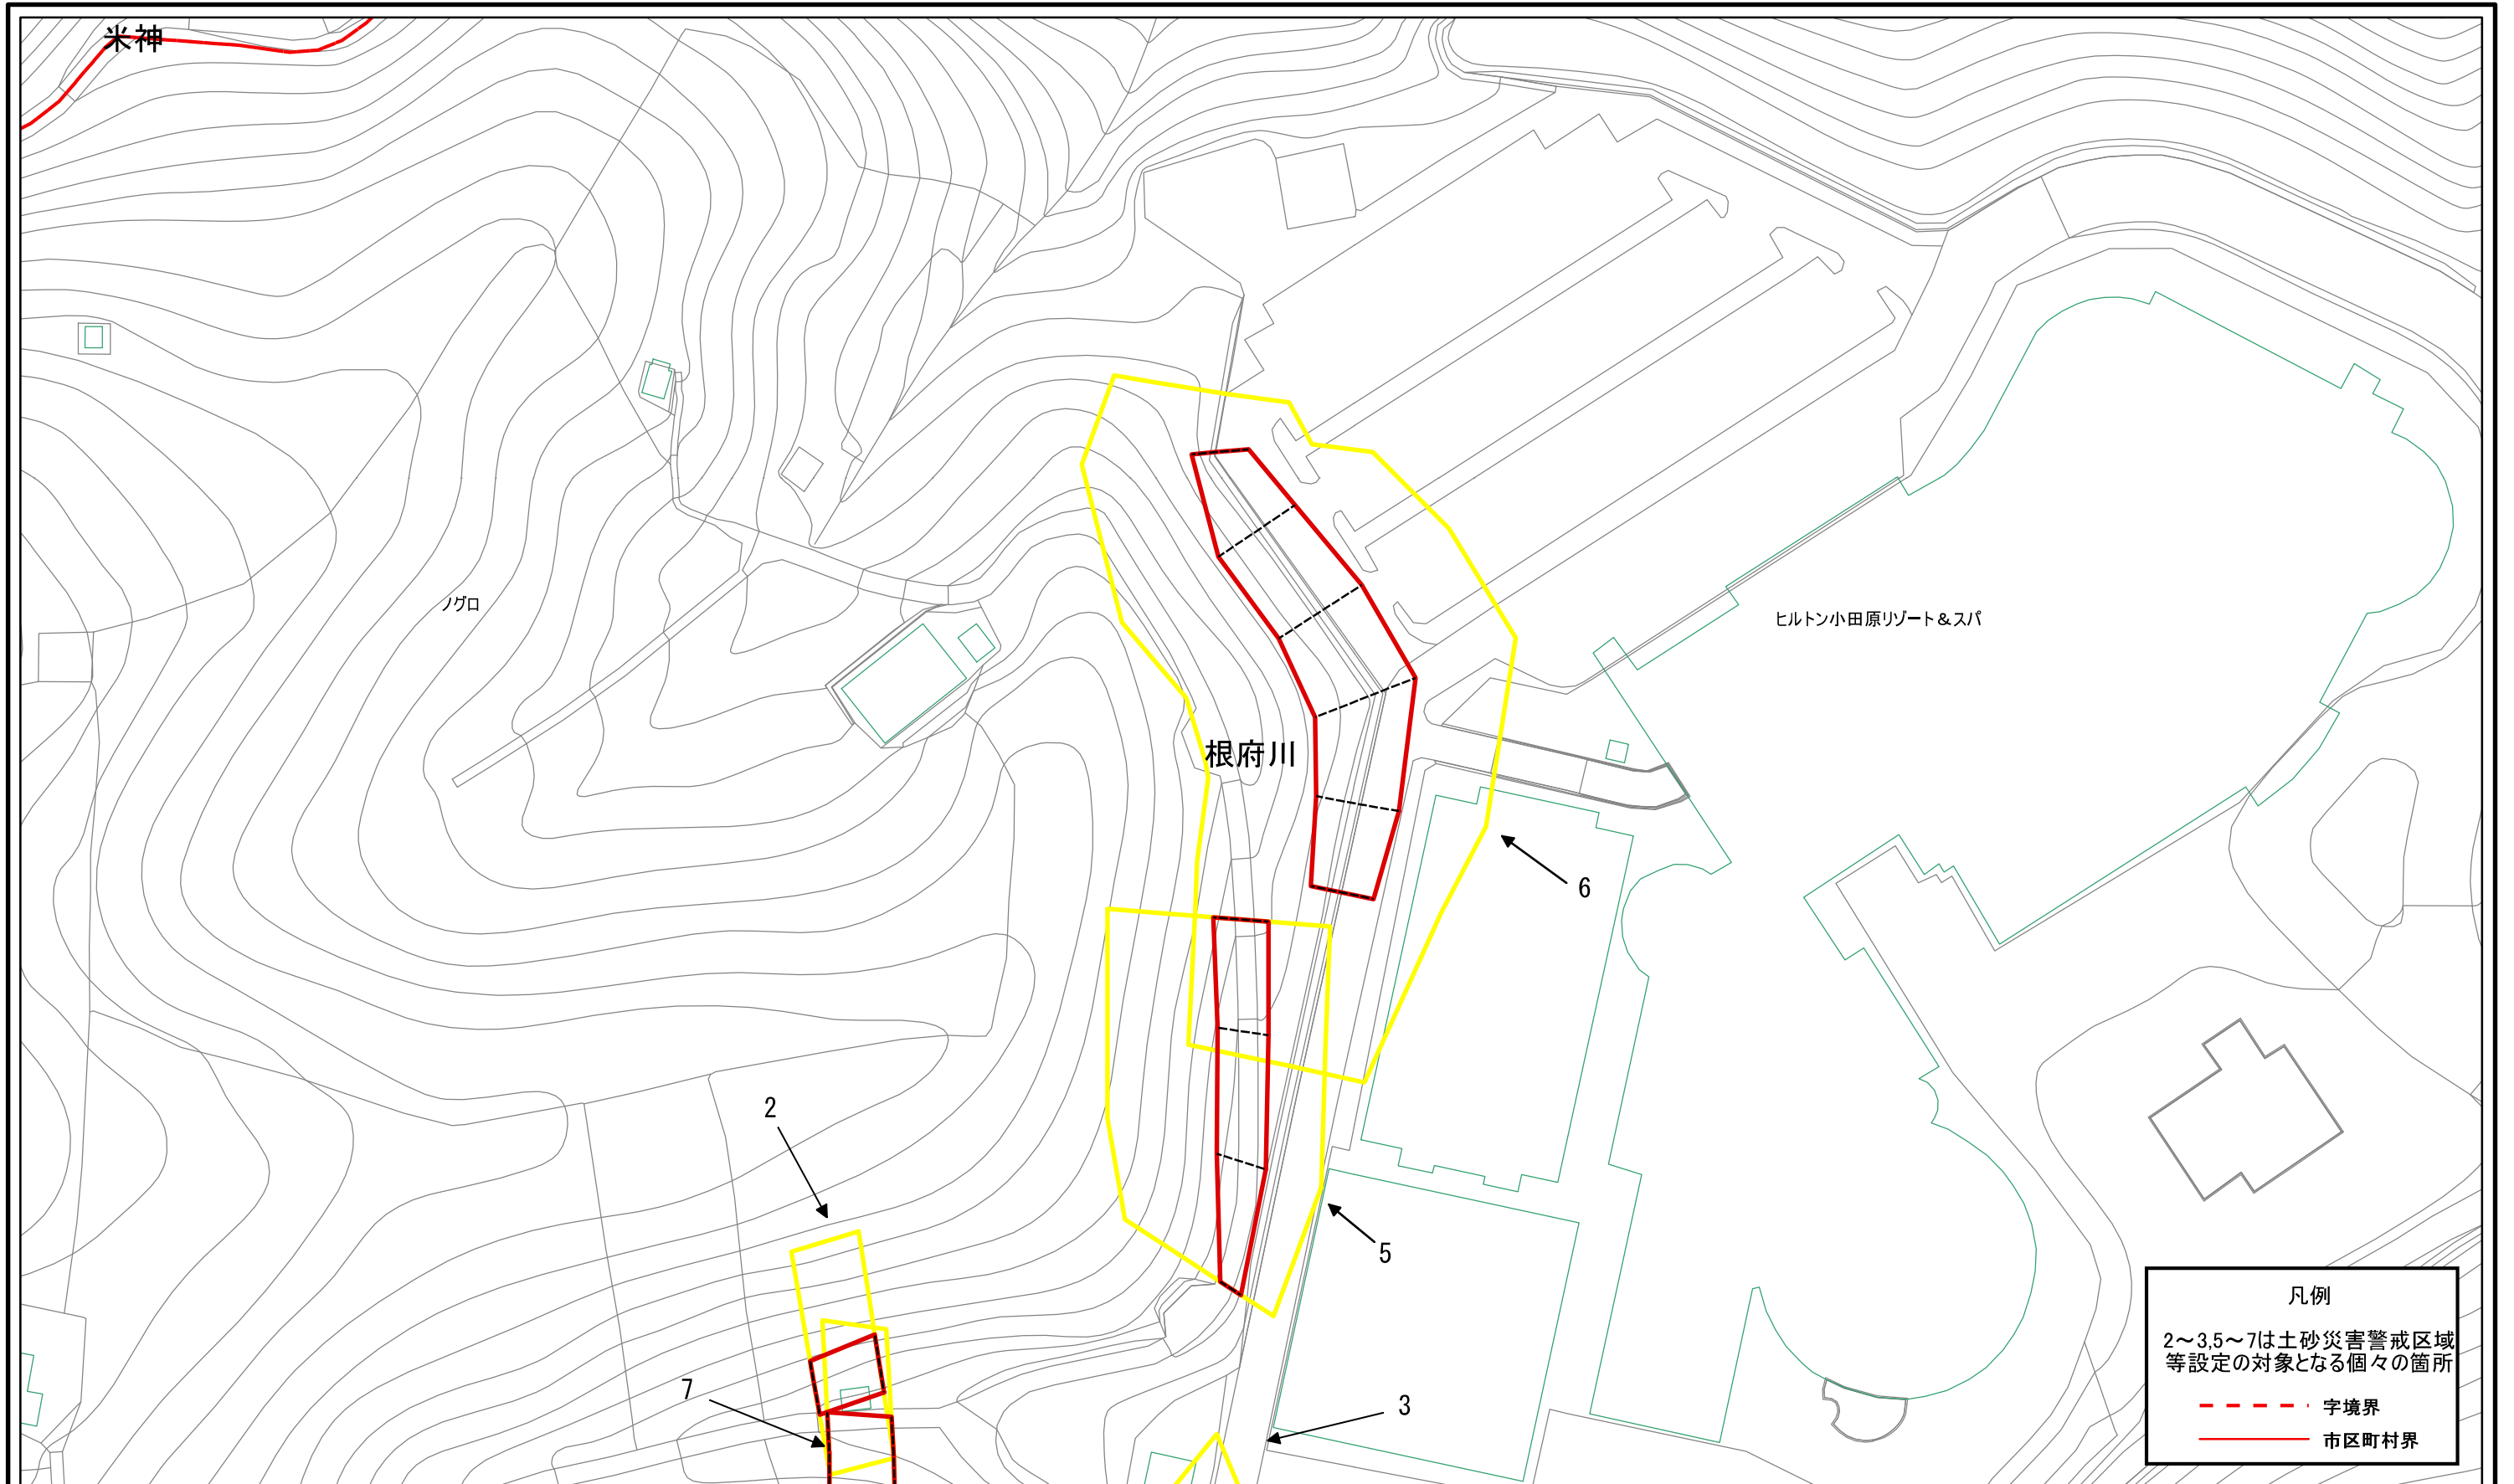 米神
ノグロ
ヒルトン小田原リゾート＆スパ
根府川
6
2
5
7
3
凡例
2～3,5～7は土砂災害警戒区域
等設定の対象となる個々の箇所
字境界
市区町村界